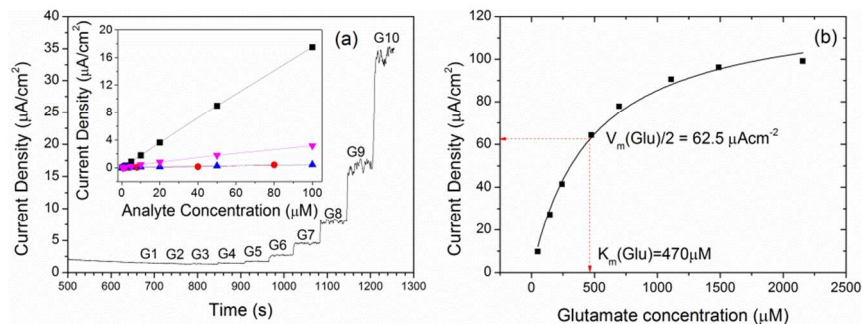 (a)
Current Density (μA/cm²)
40
35
30
25
20
15
10
5
0
500 600 700 800 900 1000 1100 1200 1300
Time (s)
G1 G2 G3 G4 G5 G6 G7 G8 G9 G10
Current Density (μA/cm²)
20
16
12
8
4
0
0 20 40 60 80 100
Analyte Concentration (μM)
(b)
Current Density (μA/cm²)
120
100
80
60
40
20
0
0 500 1000 1500 2000 2500
Glutamate concentration (μM)
Vm(Glu)/2 = 62.5 μAcm⁻²
Km(Glu)=470μM